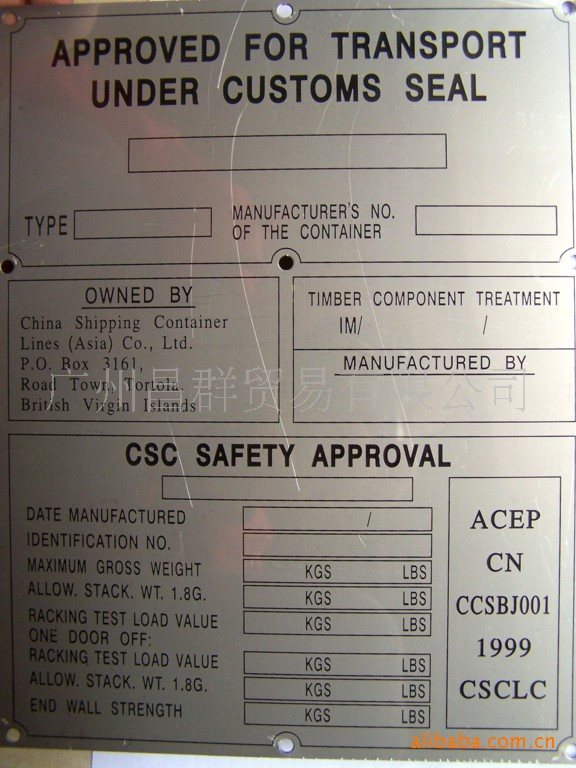 APPROVED FOR TRANSPORT
UNDER CUSTOMS SEAL
TYPE
MANUFACTURER'S NO.
OF THE CONTAINER
OWNED BY
China Shipping Container
Lines (Asia) Co., Ltd.
P.O. Box 3161,
Road Town, Tortola.
British Virgin Islands
TIMBER COMPONENT TREATMENT
IM/ /
MANUFACTURED BY
广州昌群贸易有限公司
CSC SAFETY APPROVAL
DATE MANUFACTURED /
IDENTIFICATION NO.
MAXIMUM GROSS WEIGHT KGS LBS
ALLOW. STACK. WT. 1.8G. KGS LBS
RACKING TEST LOAD VALUE KGS LBS
ONE DOOR OFF:
RACKING TEST LOAD VALUE KGS LBS
ALLOW. STACK. WT. 1.8G. KGS LBS
END WALL STRENGTH KGS LBS
ACEP
CN
CCSBJ001
1999
CSCLC
alibaba.com.cn